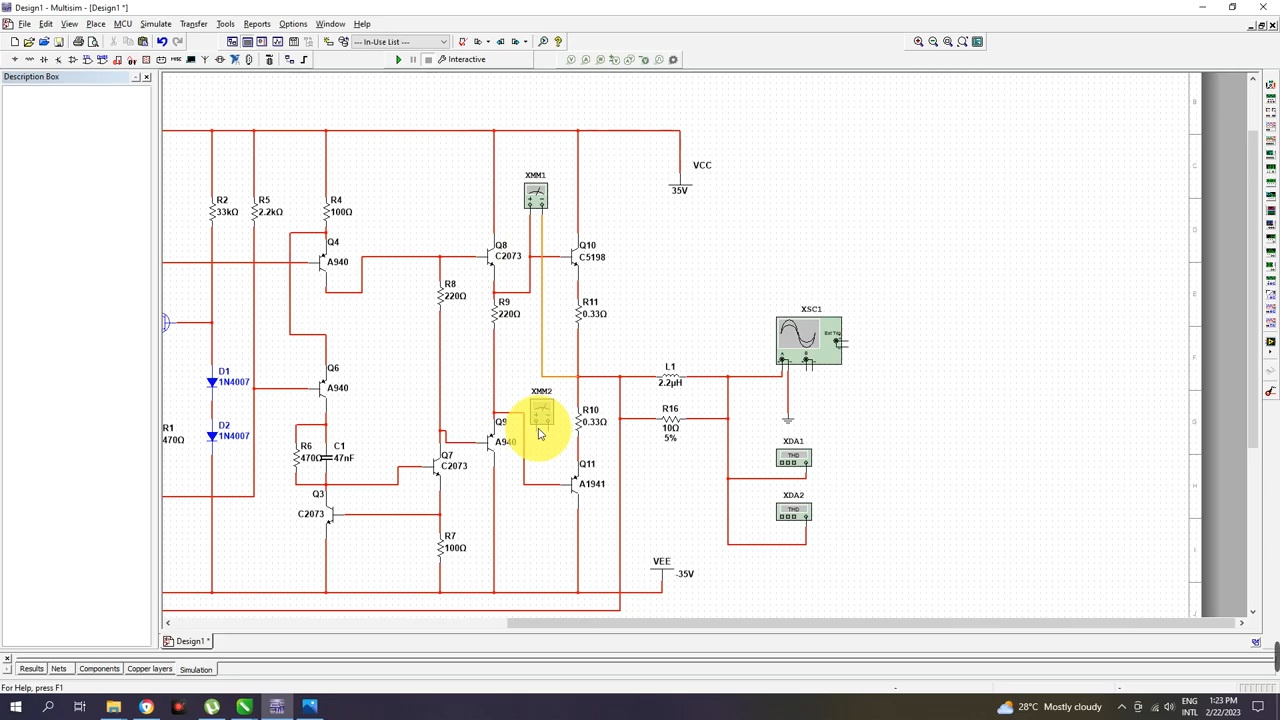 Design1 - Multisim - [Design1 *]
File Edit View Place MCU Simulate Transfer Tools Reports Options Window Help
--- In-Use List ---
Interactive
Description Box
B
VCC
35V
XMM1
R2
33kΩ
R5
2.2kΩ
R4
100Ω
Q4
A940
Q8
C2073
Q10
C5198
E
R8
220Ω
R9
220Ω
R11
0.33Ω
XSC1
Ext Trig
A
B
F
D1
1N4007
Q6
A940
L1
2.2µH
XMM2
R10
0.33Ω
R16
10Ω
5%
R1
470Ω
D2
1N4007
Q9
A940
R6
470Ω
C1
47nF
Q7
C2073
Q11
A1941
XDA1
THD
H
Q3
C2073
XDA2
THD
R7
100Ω
VEE
-35V
I
J
Design1 *
Results Nets Components Copper layers Simulation
For Help, press F1
-
-
28°C Mostly cloudy
ENG
INTL
1:23 PM
2/22/2023